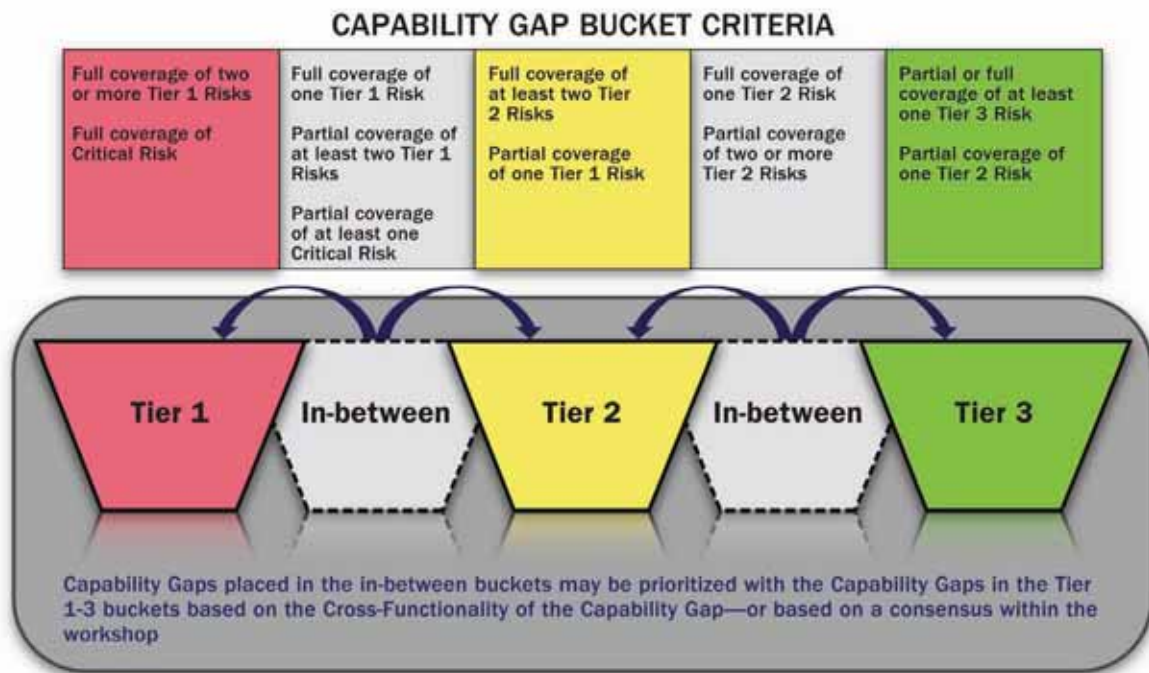 CAPABILITY GAP BUCKET CRITERIA
Full coverage of two
or more Tier 1 Risks
Full coverage of
Critical Risk
Full coverage of
one Tier 1 Risk
Partial coverage of
at least two Tier 1
Risks
Partial coverage
of at least one
Critical Risk
Full coverage of
at least two Tier
2 Risks
Partial coverage
of one Tier 1 Risk
Full coverage of
one Tier 2 Risk
Partial coverage
of two or more
Tier 2 Risks
Partial or full
coverage of at least
one Tier 3 Risk
Partial coverage of
one Tier 2 Risk
Tier 1
In-between
Tier 2
In-between
Tier 3
Capability Gaps placed in the in-between buckets may be prioritized with the Capability Gaps in the Tier
1-3 buckets based on the Cross-Functionality of the Capability Gap—or based on a consensus within the
workshop